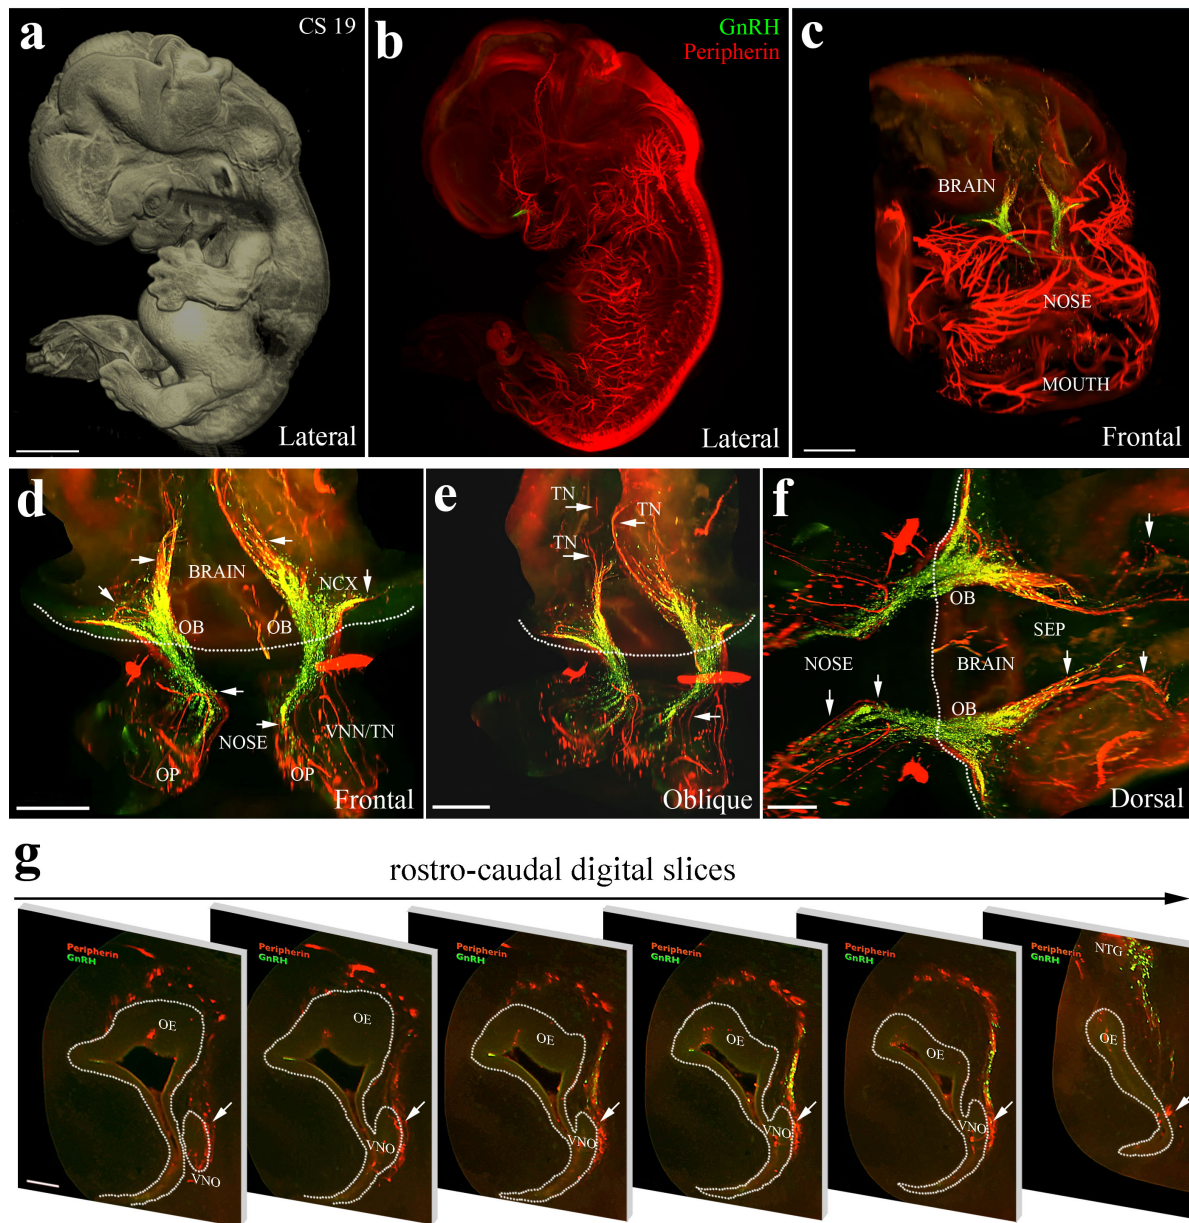 a
CS 19
Lateral
b
GnRH
Peripherin
Lateral
c
BRAIN
NOSE
MOUTH
Frontal
d
BRAIN
NCX
OB
OB
NOSE
VNN/TN
OP
OP
Frontal
e
TN
TN
TN
Oblique
f
OB
SEP
NOSE
BRAIN
OB
Dorsal
g
rostro-caudal digital slices
Peripherin
GnRH
OE
VNO
Peripherin
GnRH
OE
VNO
Peripherin
GnRH
OE
VNO
Peripherin
GnRH
OE
VNO
Peripherin
GnRH
OE
VNO
Peripherin
GnRH
NTG
OE